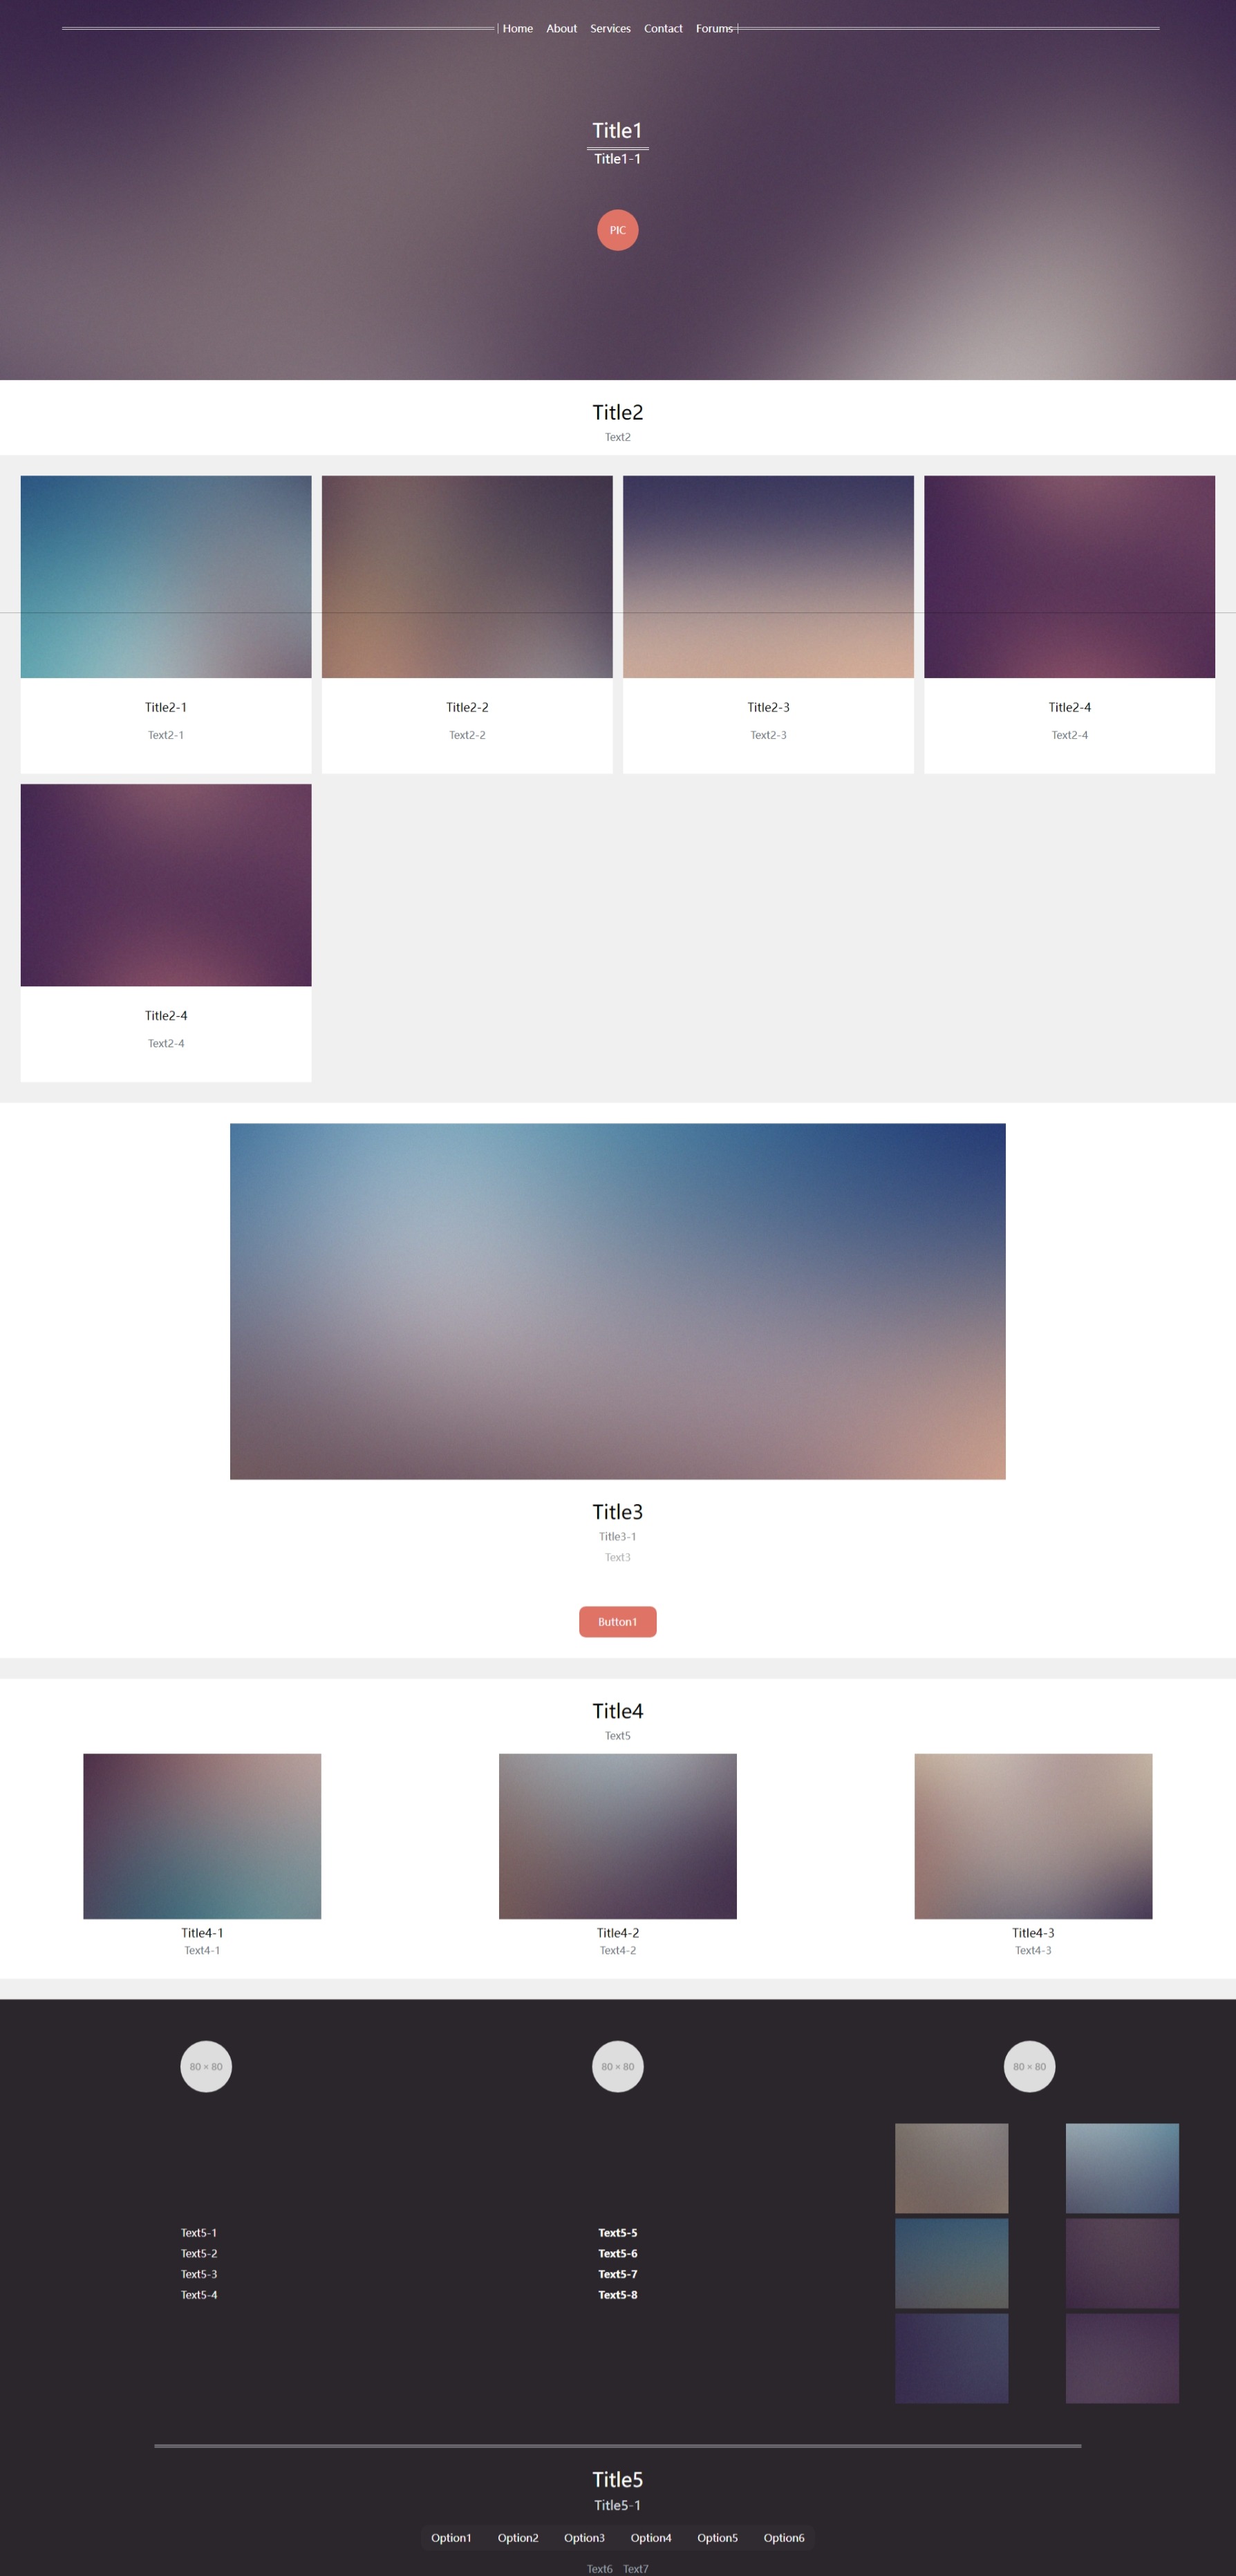 Home About Services Contact Forums
Title1
Title1-1
PIC
Title2
Text2
Title2-1 Title2-2 Title2-3 Title2-4
Text2-1 Text2-2 Text2-3 Text2-4
Title2-4
Text2-4
Title3
Title3-1
Text3
Button1
Title4
Text5
Title4-1 Title4-2 Title4-3
Text4-1 Text4-2 Text4-3
80 × 80 80 × 80 80 × 80
Text5-1 Text5-5
Text5-2 Text5-6
Text5-3 Text5-7
Text5-4 Text5-8
Title5
Title5-1
Option1 Option2 Option3 Option4 Option5 Option6
Text6 Text7